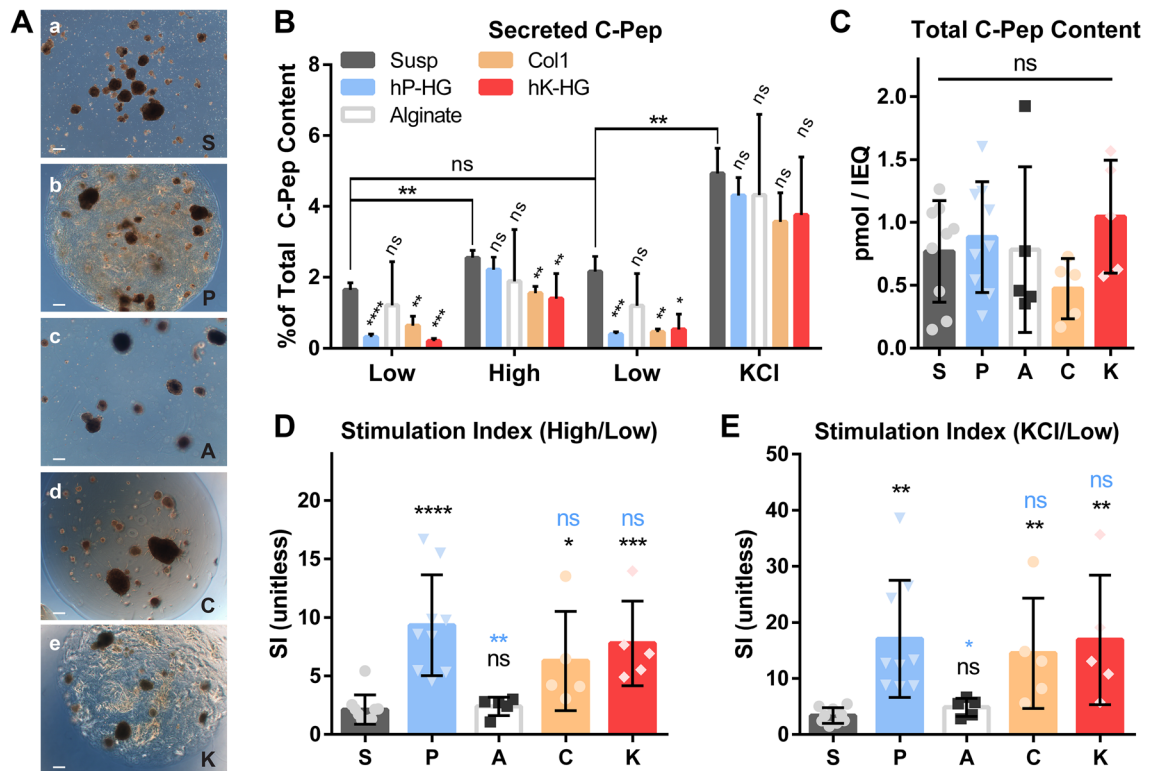 A
a
S
b
P
c
A
d
C
e
K
B
Secreted C-Pep
Susp
Col1
hP-HG
hK-HG
Alginate
% of Total C-Pep Content
8
6
4
2
0
ns
**
**
ns
****
ns
**
***
ns
ns
**
**
***
ns
**
*
ns
ns
ns
ns
Low
High
Low
KCl
C
Total C-Pep Content
ns
pmol / IEQ
2.0
1.5
1.0
0.5
0.0
S P A C K
D
Stimulation Index (High/Low)
SI (unitless)
20
15
10
5
0
****
**
ns
ns
*
ns
***
S P A C K
E
Stimulation Index (KCl/Low)
SI (unitless)
50
40
30
20
10
0
**
*
ns
ns
**
ns
**
S P A C K